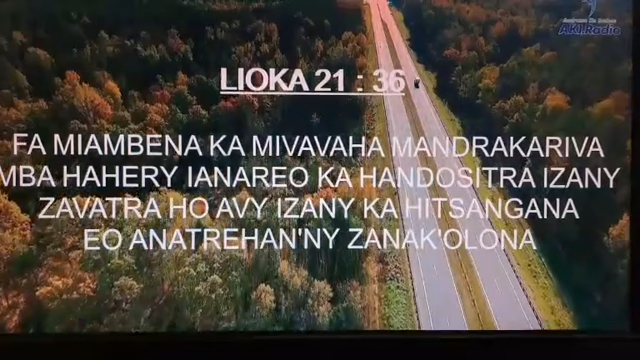 AKI.Radio
LIOKA 21 : 36
FA MIAMBENA KA MIVAVAHA MANDRAKARIVA
MBA HAHERY IANAREO KA HANDOSITRA IZANY
ZAVATRA HO AVY IZANY KA HITSANGANA
EO ANATREHAN'NY ZANAK'OLONA